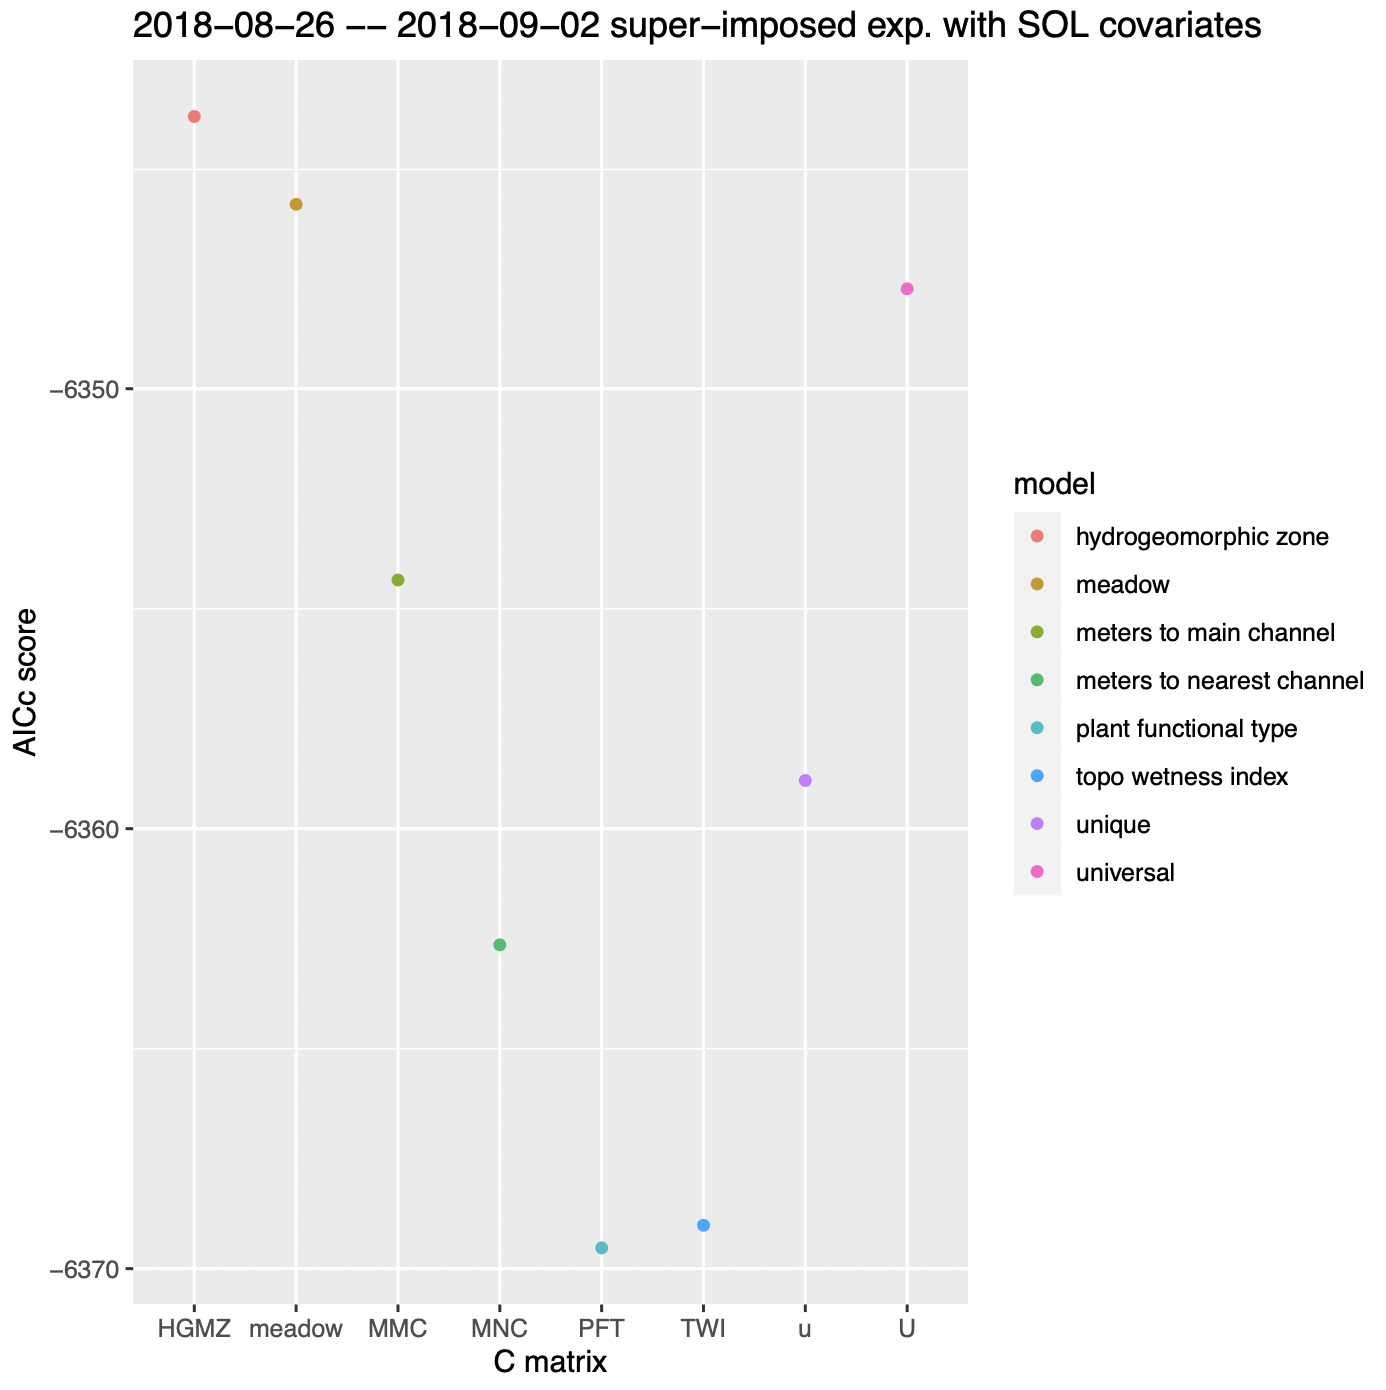 2018−08−26 −− 2018−09−02 super−imposed exp. with SOL covariates
−6350
−6360
−6370
AICc score
HGMZ meadow MMC MNC PFT TWI u U
C matrix
model
hydrogeomorphic zone
meadow
meters to main channel
meters to nearest channel
plant functional type
topo wetness index
unique
universal